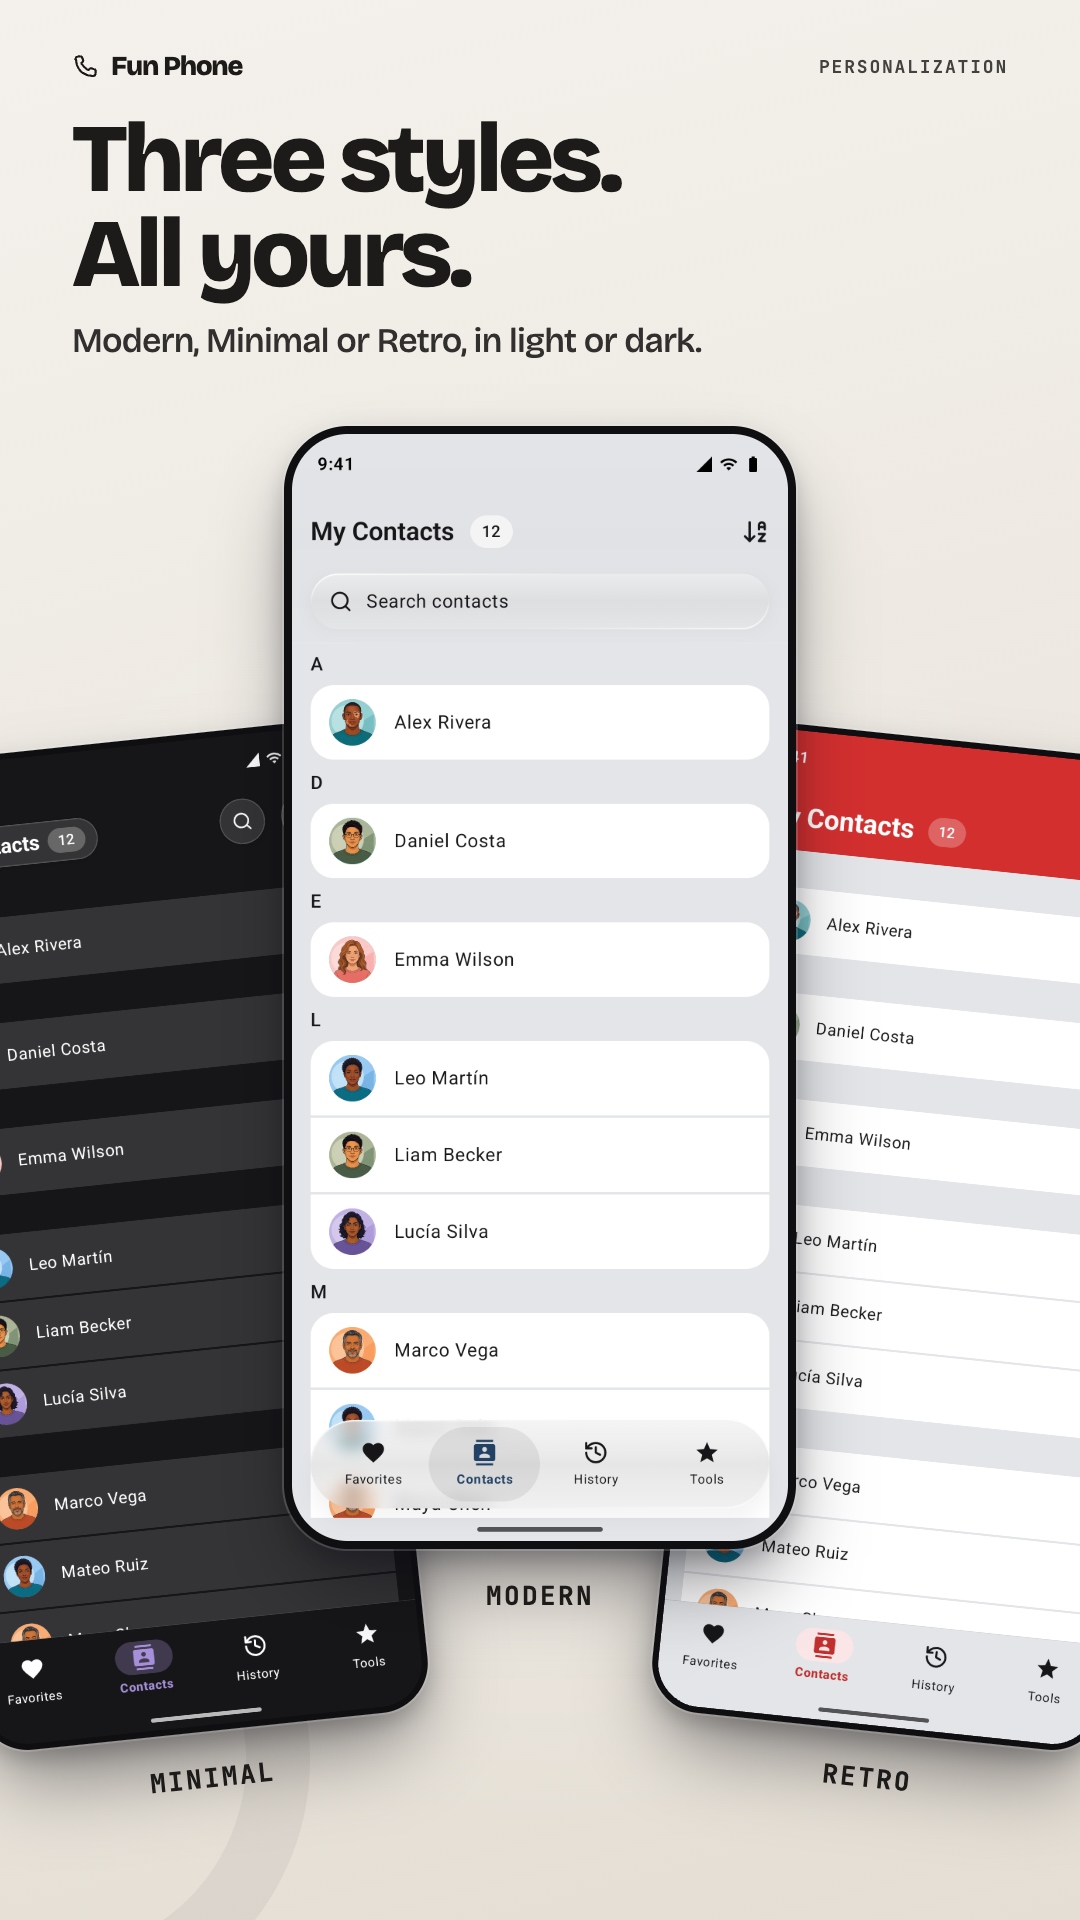 Fun Phone
PERSONALIZATION
Three styles.
All yours.
Modern, Minimal or Retro, in light or dark.
9:41
My Contacts 12
Search contacts
A
Alex Rivera
D
Daniel Costa
E
Emma Wilson
L
Leo Martín
Liam Becker
Lucía Silva
M
Marco Vega
Favorites
Contacts
History
Tools
MODERN
12
Alex Rivera
Daniel Costa
Emma Wilson
Leo Martín
Liam Becker
Lucía Silva
Marco Vega
Mateo Ruiz
Favorites
Contacts
History
Tools
MINIMAL
Contacts 12
Alex Rivera
Daniel Costa
Emma Wilson
Leo Martín
iam Becker
cía Silva
rco Vega
Mateo Ruiz
Favorites
Contacts
History
Tools
RETRO